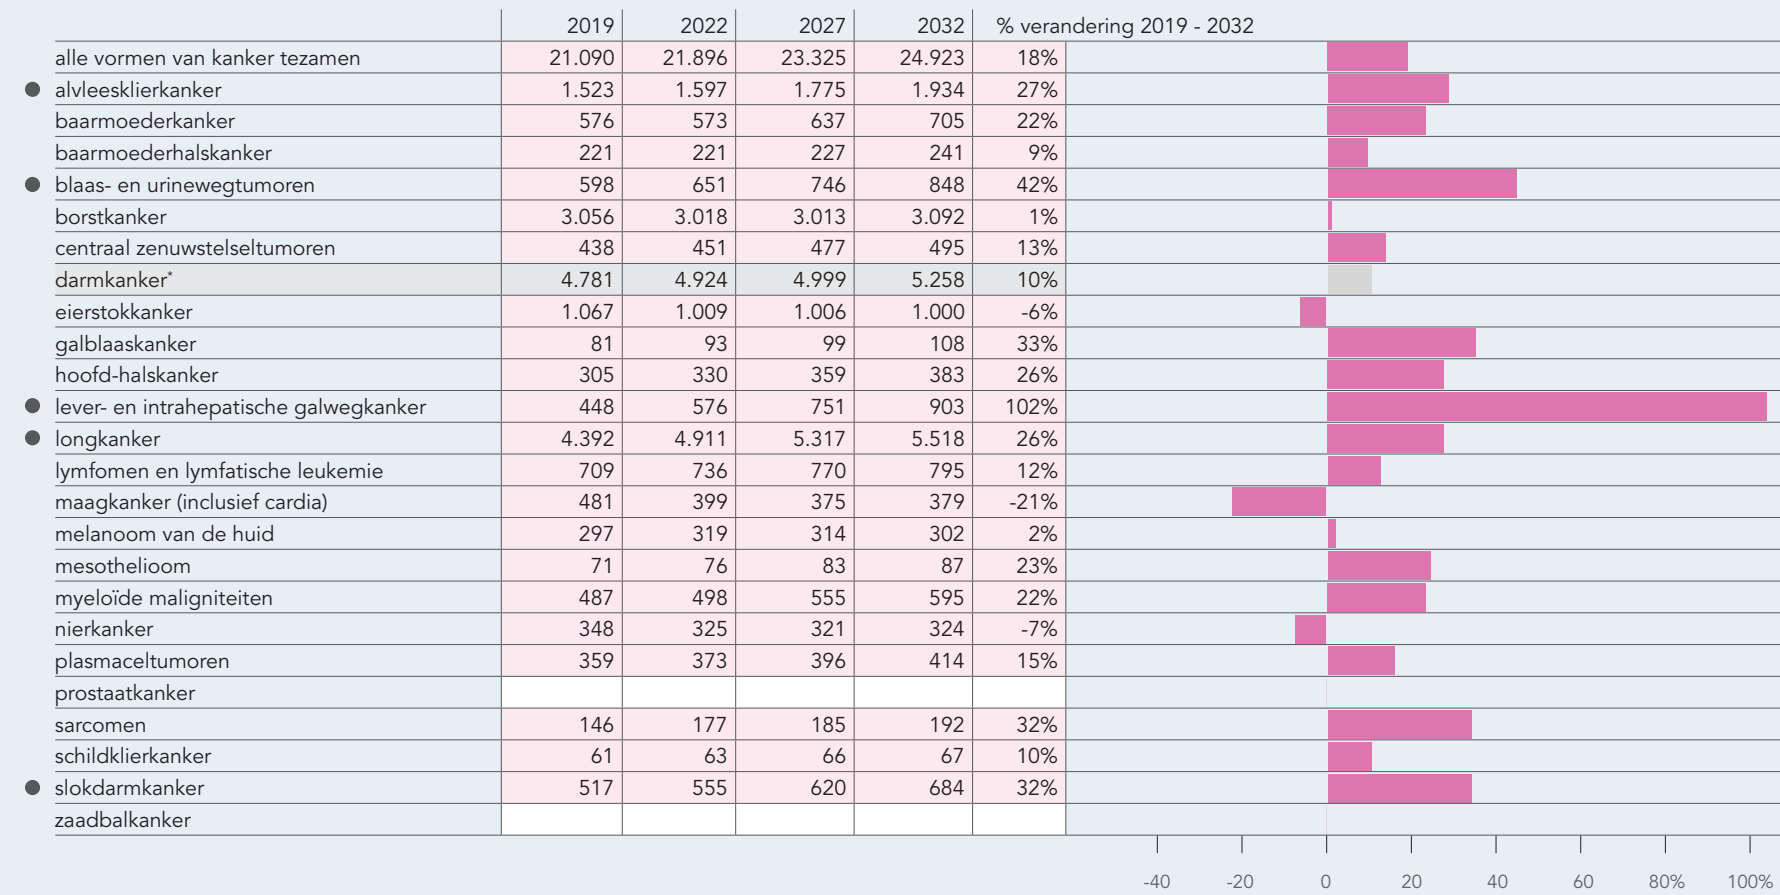 2019 2022 2027 2032 % verandering 2019 - 2032
alle vormen van kanker tezamen 21.090 21.896 23.325 24.923 18%
alvleesklierkanker 1.523 1.597 1.775 1.934 27%
baarmoederkanker 576 573 637 705 22%
baarmoederhalskanker 221 221 227 241 9%
blaas- en urinewegtumoren 598 651 746 848 42%
borstkanker 3.056 3.018 3.013 3.092 1%
centraal zenuwstelseltumoren 438 451 477 495 13%
darmkanker* 4.781 4.924 4.999 5.258 10%
eierstokkanker 1.067 1.009 1.006 1.000 -6%
galblaaskanker 81 93 99 108 33%
hoofd-halskanker 305 330 359 383 26%
lever- en intrahepatische galwegkanker 448 576 751 903 102%
longkanker 4.392 4.911 5.317 5.518 26%
lymfomen en lymfatische leukemie 709 736 770 795 12%
maagkanker (inclusief cardia) 481 399 375 379 -21%
melanoom van de huid 297 319 314 302 2%
mesothelioom 71 76 83 87 23%
myeloïde maligniteiten 487 498 555 595 22%
nierkanker 348 325 321 324 -7%
plasmaceltumoren 359 373 396 414 15%
prostaatkanker
sarcomen 146 177 185 192 32%
schildklierkanker 61 63 66 67 10%
slokdarmkanker 517 555 620 684 32%
zaadbalkanker
-40 -20 0 20 40 60 80% 100%